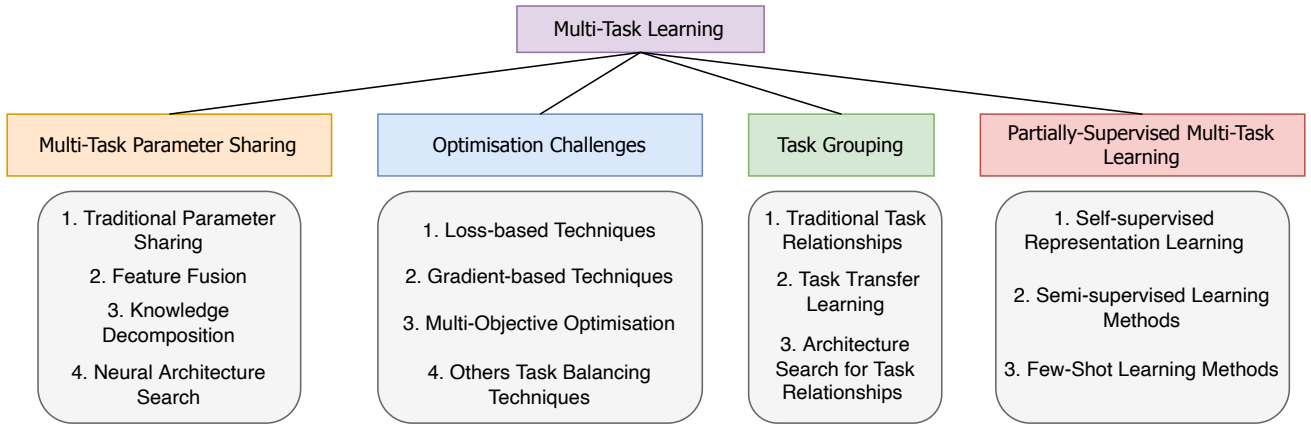 Multi-Task Learning
Multi-Task Parameter Sharing
Optimisation Challenges
Task Grouping
Partially-Supervised Multi-Task
Learning
1. Traditional Parameter
Sharing
2. Feature Fusion
3. Knowledge
Decomposition
4. Neural Architecture
Search
1. Loss-based Techniques
2. Gradient-based Techniques
3. Multi-Objective Optimisation
4. Others Task Balancing
Techniques
1. Traditional Task
Relationships
2. Task Transfer
Learning
3. Architecture
Search for Task
Relationships
1. Self-supervised
Representation Learning
2. Semi-supervised Learning
Methods
3. Few-Shot Learning Methods